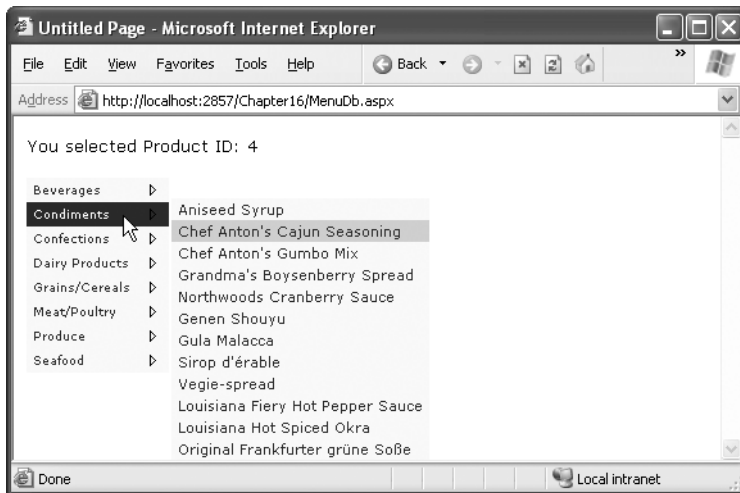 Untitled Page - Microsoft Internet Explorer
File Edit View Favorites Tools Help Back »
Address http://localhost:2857/Chapter16/MenuDb.aspx
You selected Product ID: 4
Beverages
Condiments
Confections
Dairy Products
Grains/Cereals
Meat/Poultry
Produce
Seafood
Aniseed Syrup
Chef Anton's Cajun Seasoning
Chef Anton's Gumbo Mix
Grandma's Boysenberry Spread
Northwoods Cranberry Sauce
Genen Shouyu
Gula Malacca
Sirop d'érable
Vegie-spread
Louisiana Fiery Hot Pepper Sauce
Louisiana Hot Spiced Okra
Original Frankfurter grüne Soße
Done Local intranet